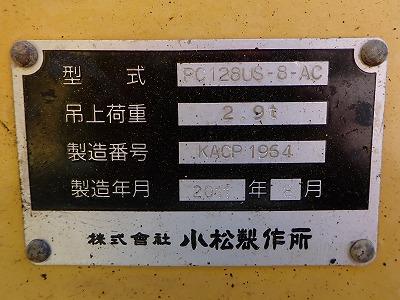 型式 PC128US-8-AC
吊上荷重 2.9t
製造番号 KACP1964
製造年月 年 月
株式會社 小松製作所